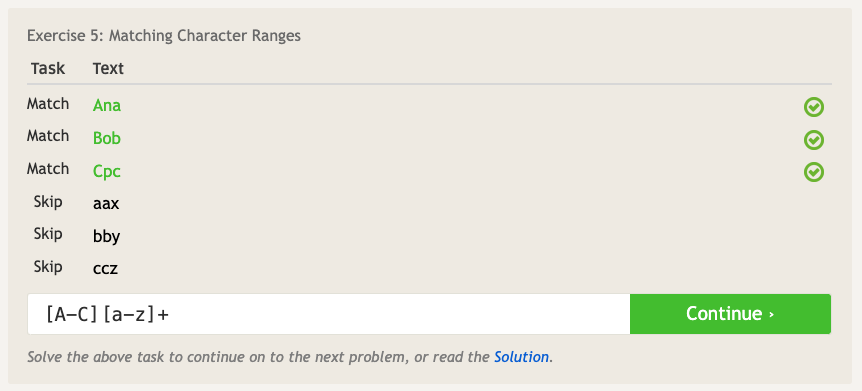 Exercise 5: Matching Character Ranges
Task Text
Match Ana
Match Bob
Match Cpc
Skip aax
Skip bby
Skip ccz
[A-C][a-z]+ Continue ›
Solve the above task to continue on to the next problem, or read the Solution.